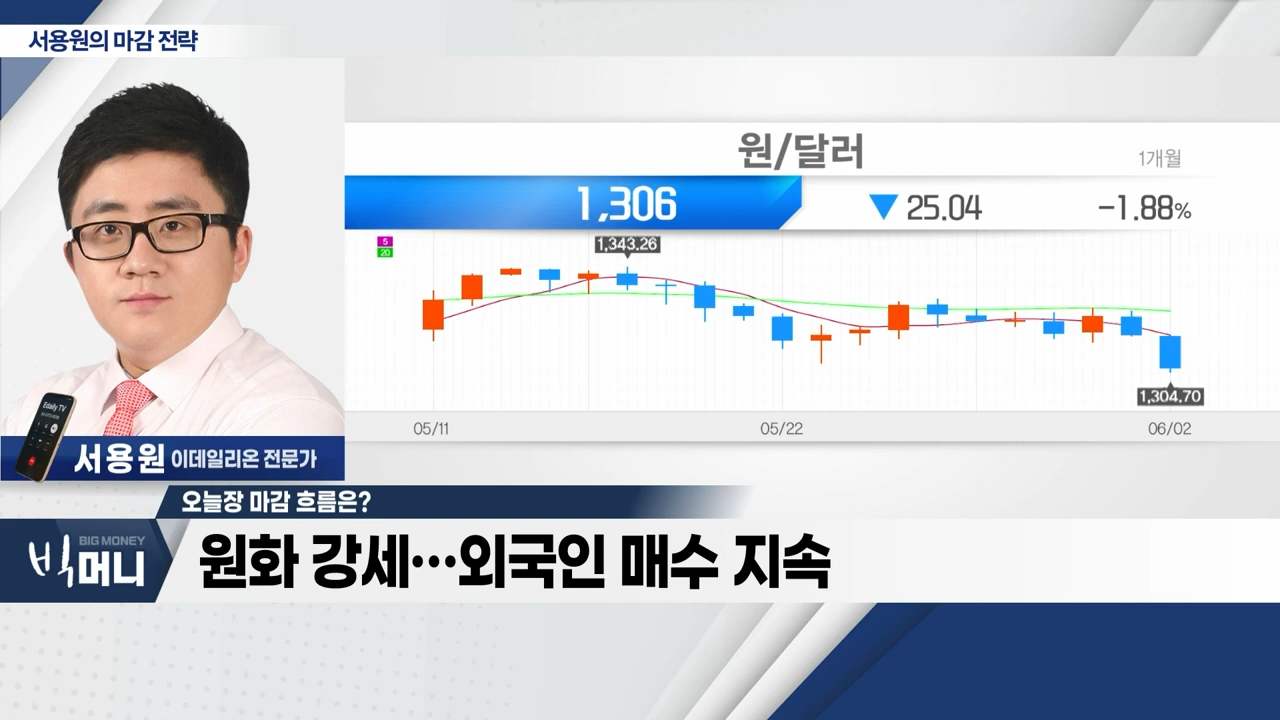 서용원의 마감 전략
원/달러
1개월
1,306
▼ 25.04
-1.88%
5
20
1,343.26
1,304.70
05/11
05/22
06/02
Edaily TV
서용원 이데일리온 전문가
오늘장 마감 흐름은?
BIG MONEY
빅머니
원화 강세…외국인 매수 지속